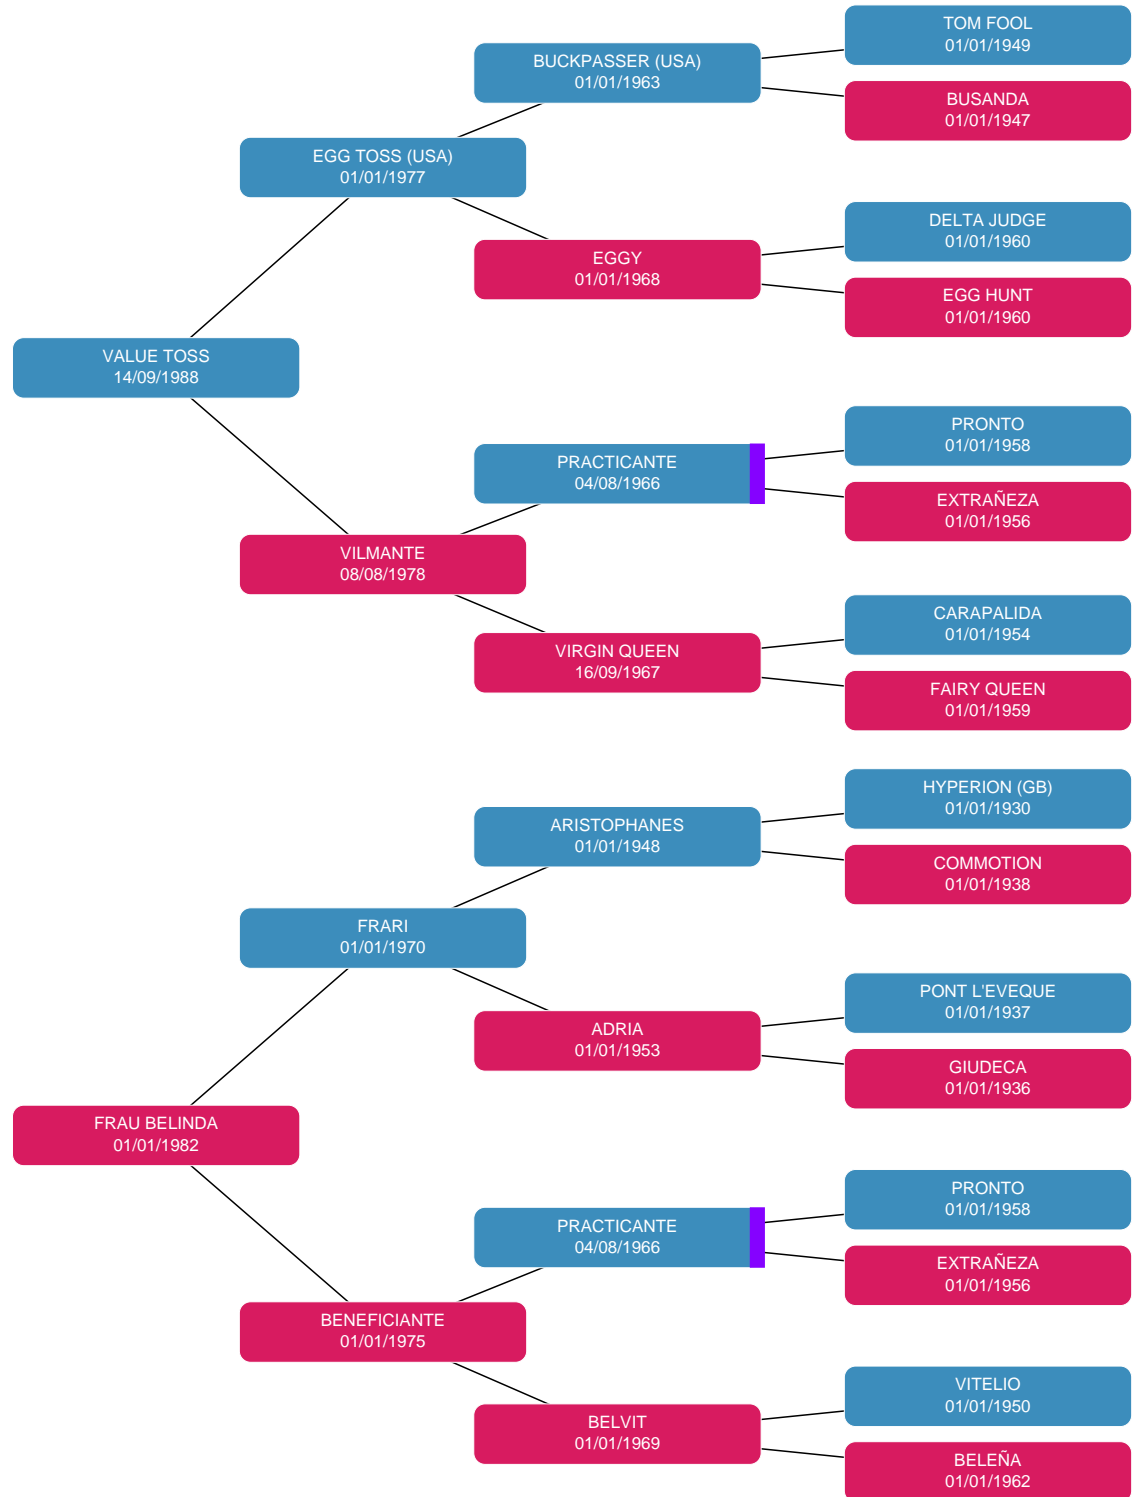 TOM FOOL
01/01/1949
BUCKPASSER (USA)
01/01/1963
BUSANDA
01/01/1947
EGG TOSS (USA)
01/01/1977
DELTA JUDGE
01/01/1960
EGGY
01/01/1968
EGG HUNT
01/01/1960
VALUE TOSS
14/09/1988
PRONTO
01/01/1958
PRACTICANTE
04/08/1966
EXTRAÑEZA
01/01/1956
VILMANTE
08/08/1978
CARAPALIDA
01/01/1954
VIRGIN QUEEN
16/09/1967
FAIRY QUEEN
01/01/1959
HYPERION (GB)
01/01/1930
ARISTOPHANES
01/01/1948
COMMOTION
01/01/1938
FRARI
01/01/1970
PONT L'EVEQUE
01/01/1937
ADRIA
01/01/1953
GIUDECA
01/01/1936
FRAU BELINDA
01/01/1982
PRONTO
01/01/1958
PRACTICANTE
04/08/1966
EXTRAÑEZA
01/01/1956
BENEFICIANTE
01/01/1975
VITELIO
01/01/1950
BELVIT
01/01/1969
BELEÑA
01/01/1962